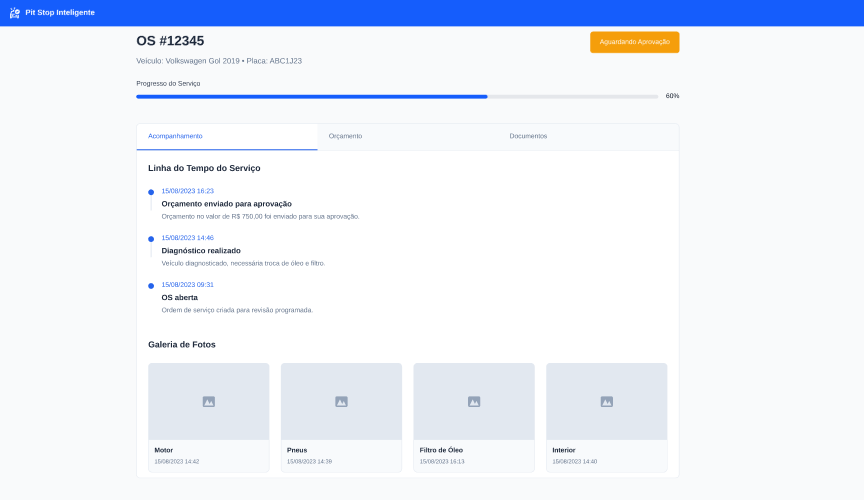 Pit Stop Inteligente
OS #12345
Aguardando Aprovação
Veículo: Volkswagen Gol 2019 • Placa: ABC1J23
Progresso do Serviço
60%
Acompanhamento
Orçamento
Documentos
Linha do Tempo do Serviço
15/08/2023 16:23
Orçamento enviado para aprovação
Orçamento no valor de R$ 750,00 foi enviado para sua aprovação.
15/08/2023 14:46
Diagnóstico realizado
Veículo diagnosticado, necessária troca de óleo e filtro.
15/08/2023 09:31
OS aberta
Ordem de serviço criada para revisão programada.
Galeria de Fotos
Motor
15/08/2023 14:42
Pneus
15/08/2023 14:39
Filtro de Óleo
15/08/2023 16:13
Interior
15/08/2023 14:40